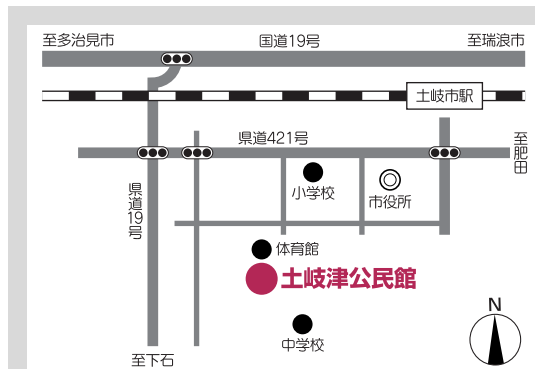 至多治見市
国道19号
至瑞浪市
土岐市駅
県道421号
至肥田
小学校
市役所
県道19号
体育館
土岐津公民館
中学校
N
至下石